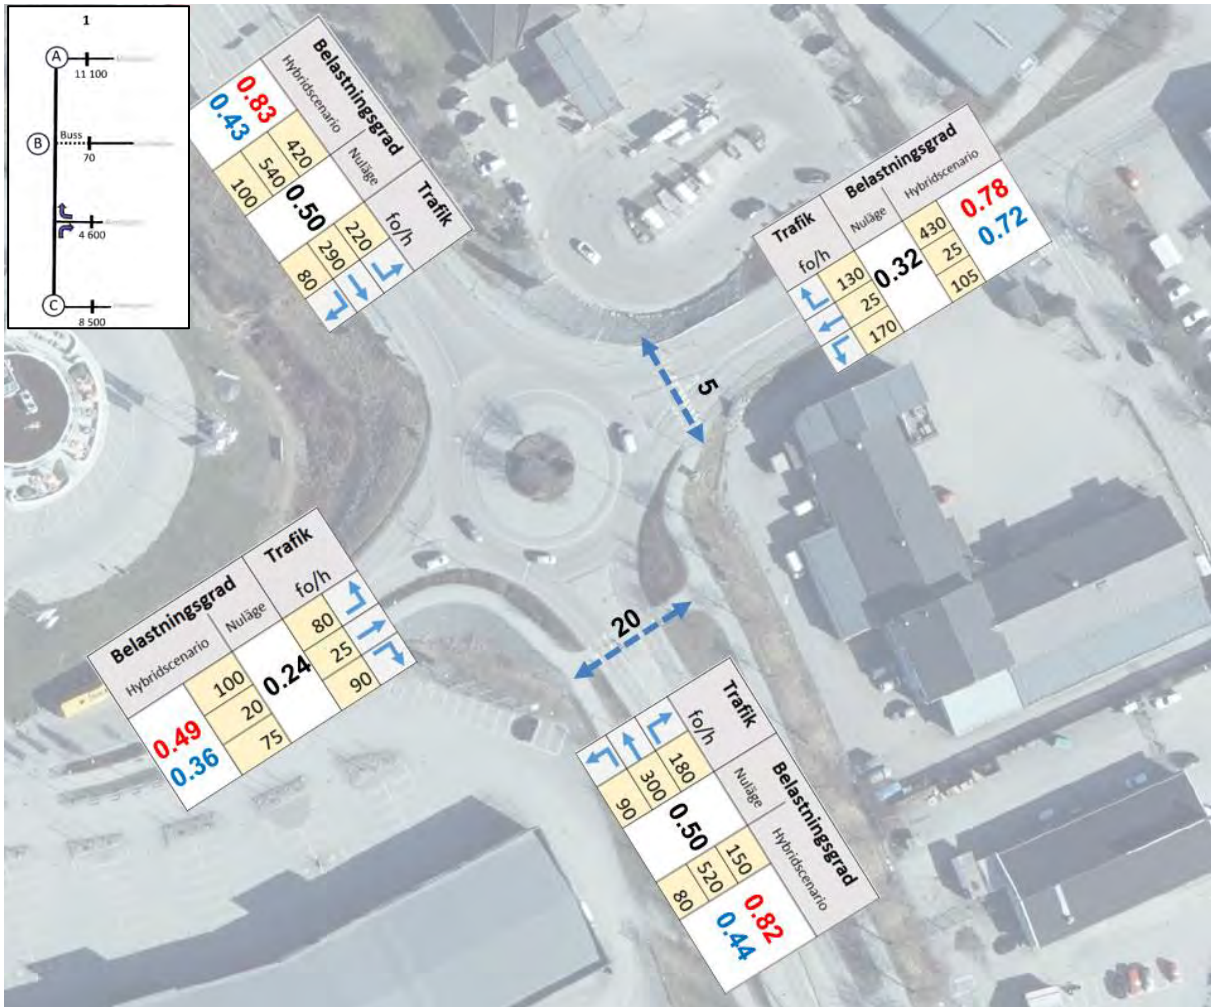 1
A
11 100
B
Buss
70
4 600
C
8 500
Belastningsgrad
Trafik
Hybridscenario
Nuläge
fo/h
0.83
0.43
420
540
100
0.50
220
290
80
Trafik
Belastningsgrad
fo/h
Nuläge
Hybridscenario
130
25
170
0.32
430
25
105
0.78
0.72
5
Belastningsgrad
Trafik
Hybridscenario
Nuläge
fo/h
0.49
0.36
100
20
75
0.24
80
25
90
20
Trafik
Belastningsgrad
fo/h
Nuläge
Hybridscenario
90
300
180
0.50
80
520
150
0.82
0.44